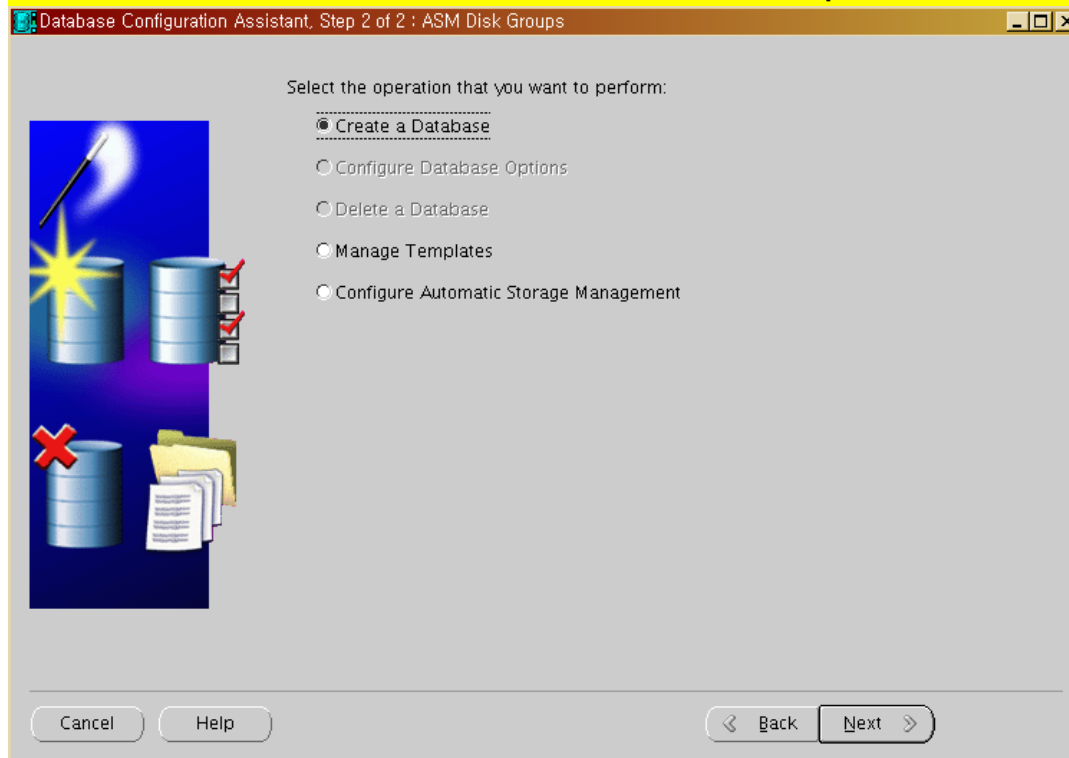 Database Configuration Assistant, Step 2 of 2 : ASM Disk Groups
Select the operation that you want to perform:
Create a Database
Configure Database Options
Delete a Database
Manage Templates
Configure Automatic Storage Management
Cancel
Help
Back
Next